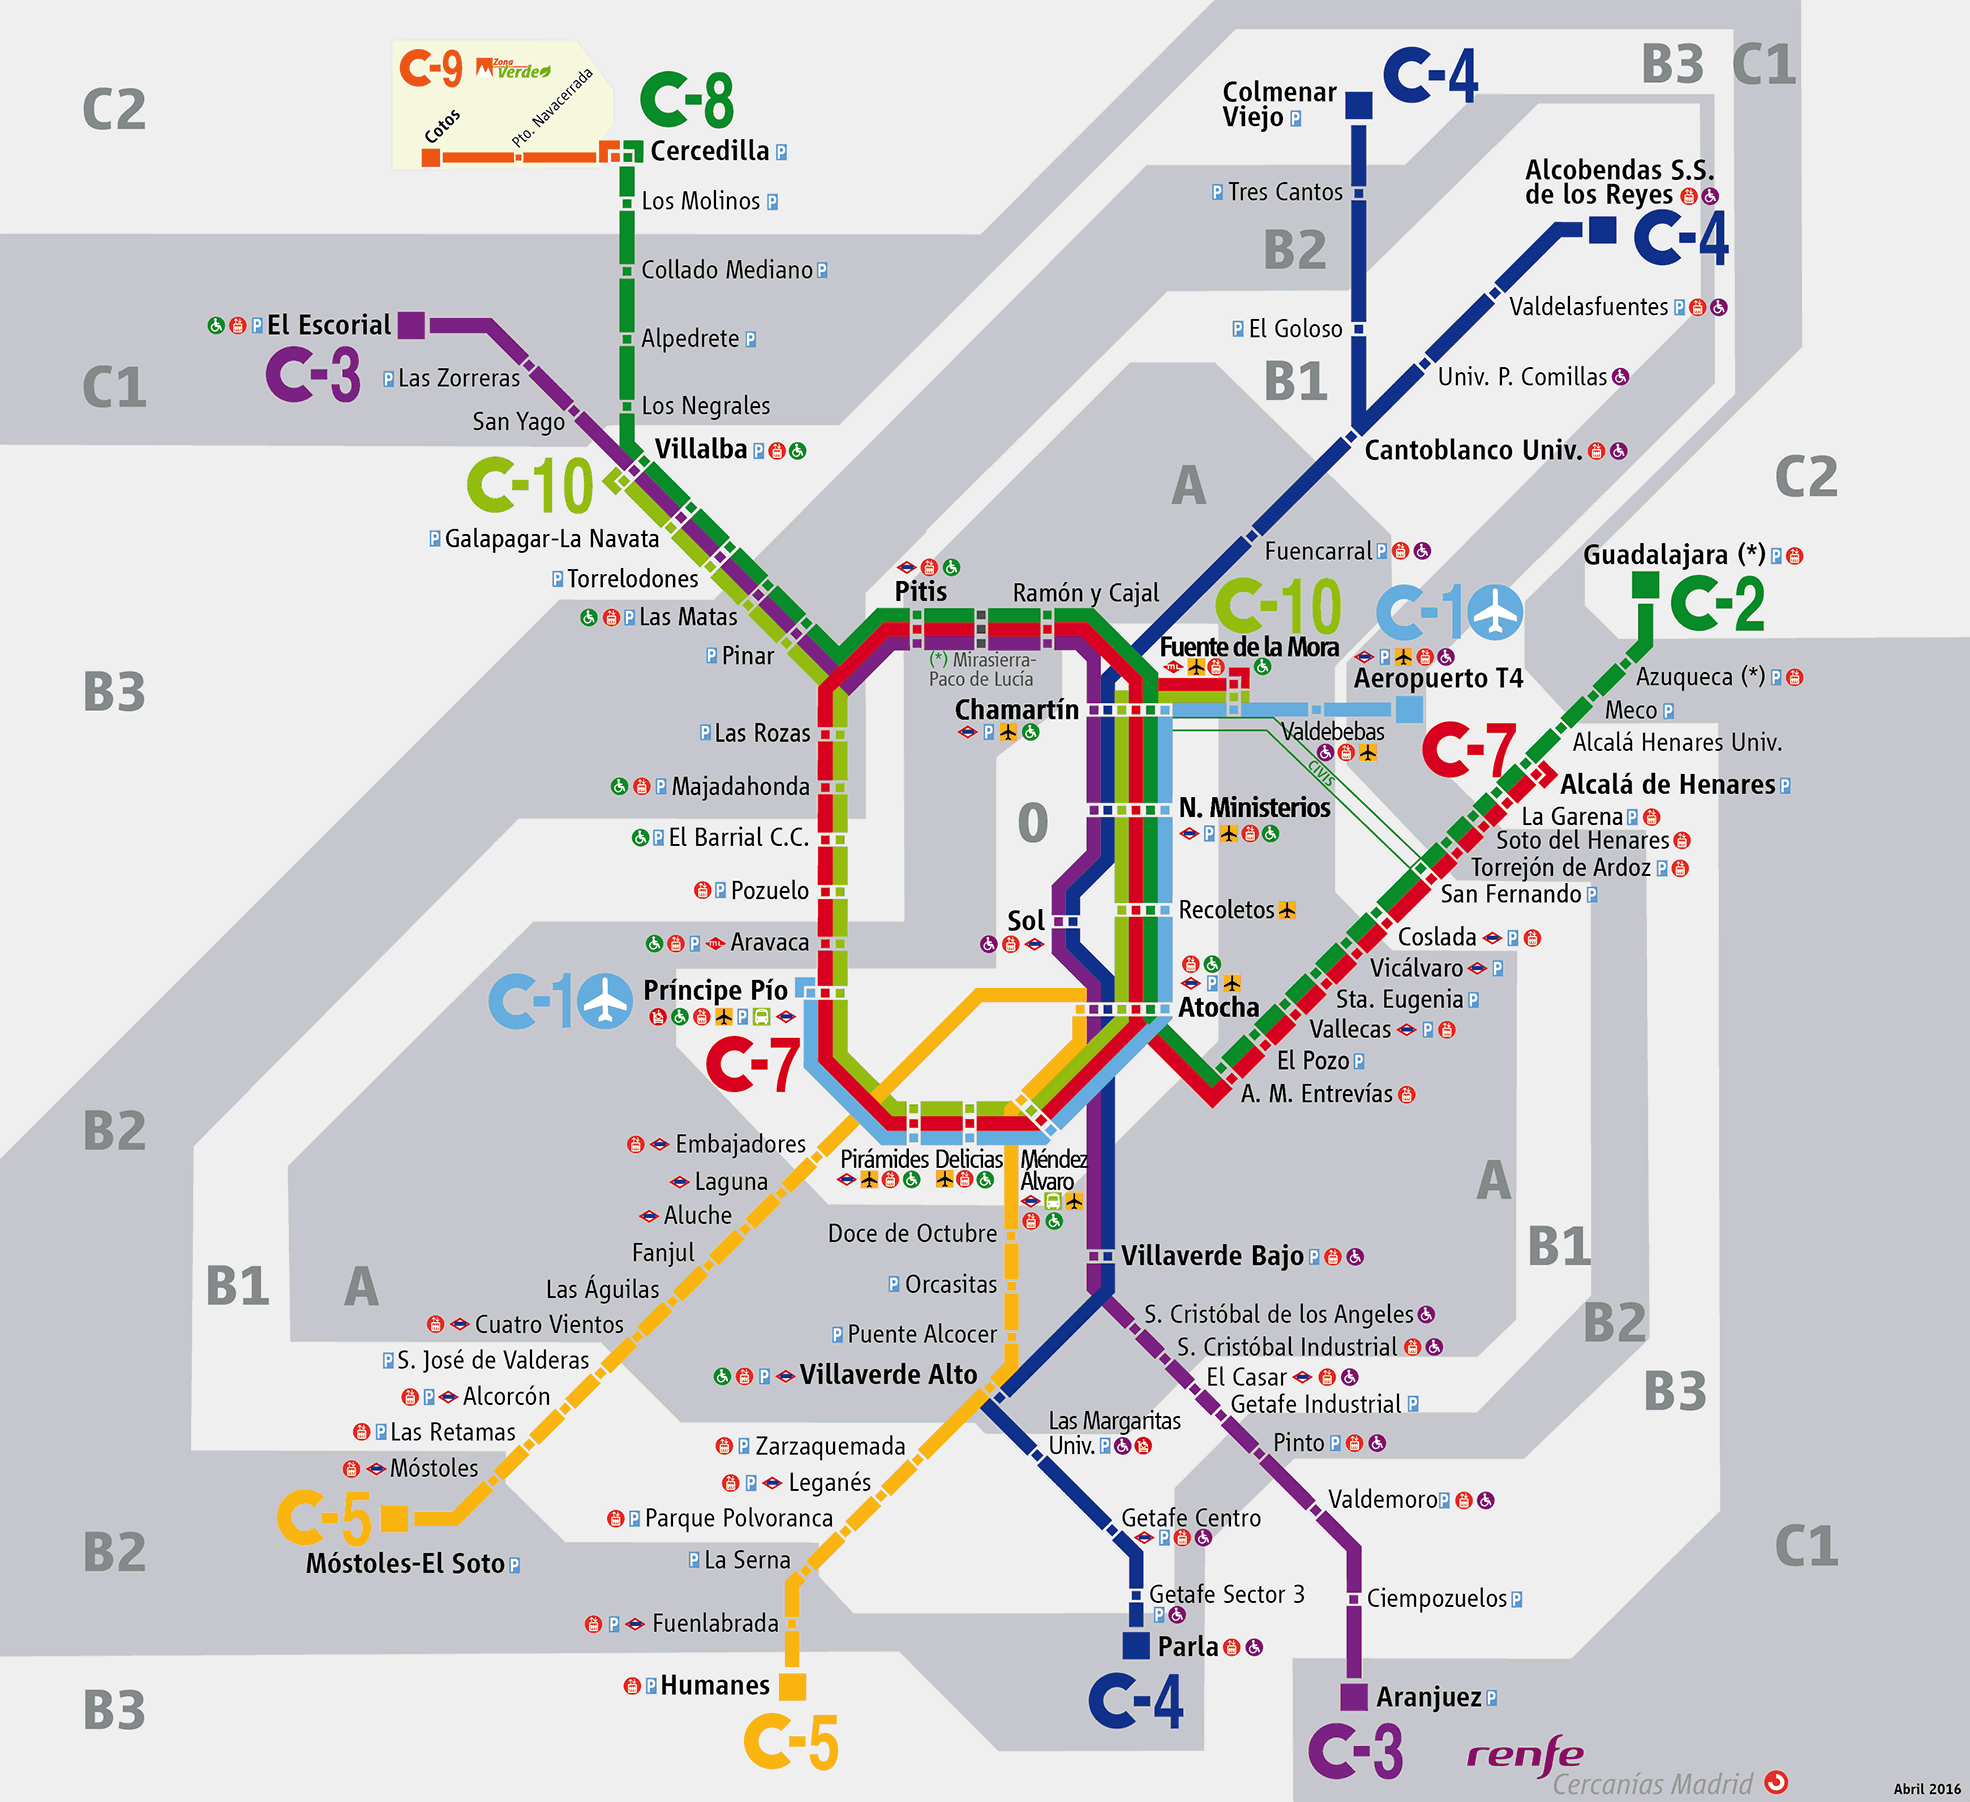 C2
C-9
Zona
Verde
Cotos
Pto. Navacerrada
C-8
Cercedilla P
Los Molinos P
Collado Mediano P
Alpedrete P
Los Negrales
Villalba P
C1
P El Escorial
C-3
P Las Zorreras
San Yago
C-10
P Galapagar-La Navata
P Torrelodones
P Las Matas
P Pinar
B3
C1
C-4
Colmenar
Viejo P
P Tres Cantos
B2
P El Goloso
B1
Alcobendas S.S.
de los Reyes
C-4
Valdelasfuentes P
Univ. P. Comillas
Cantoblanco Univ.
C2
A
Fuencarral P
C-10
C-1
Guadalajara (*) P
C-2
Azuqueca (*) P
Meco P
Alcalá Henares Univ.
C-7
Alcalá de Henares P
La Garena P
Soto del Henares
Torrejón de Ardoz P
San Fernando P
Coslada P
Vicálvaro P
Sta. Eugenia P
Vallecas P
El Pozo P
A. M. Entrevías
Pitis
Ramón y Cajal
(*) Mirasierra-
Paco de Lucía
Fuente de la Mora
mL
P
Aeropuerto T4
Valdebebas
CIVIS
Chamartín
P
N. Ministerios
P
0
Recoletos
Sol
P
Atocha
B3
P Las Rozas
P Majadahonda
P El Barrial C.C.
P Pozuelo
P mL Aravaca
C-1
Príncipe Pío
P
C-7
B2
Embajadores
Laguna
Aluche
Fanjul
Las Águilas
Cuatro Vientos
P S. José de Valderas
P Alcorcón
P Las Retamas
Móstoles
C-5
Móstoles-El Soto P
B1
A
Pirámides
Delicias
Méndez
Álvaro
Doce de Octubre
P Orcasitas
P Puente Alcocer
P Villaverde Alto
P Zarzaquemada
P Leganés
P Parque Polvoranca
P La Serna
P Fuenlabrada
P Humanes
C-5
Villaverde Bajo P
S. Cristóbal de los Angeles
S. Cristóbal Industrial
El Casar
Getafe Industrial P
Pinto P
Valdemoro P
Ciempozuelos P
Aranjuez P
C-3
Las Margaritas
Univ. P
Getafe Centro
P
Getafe Sector 3
P
Parla
C-4
A
B1
B2
B3
C1
B2
B3
renfe
Cercanías Madrid
Abril 2016